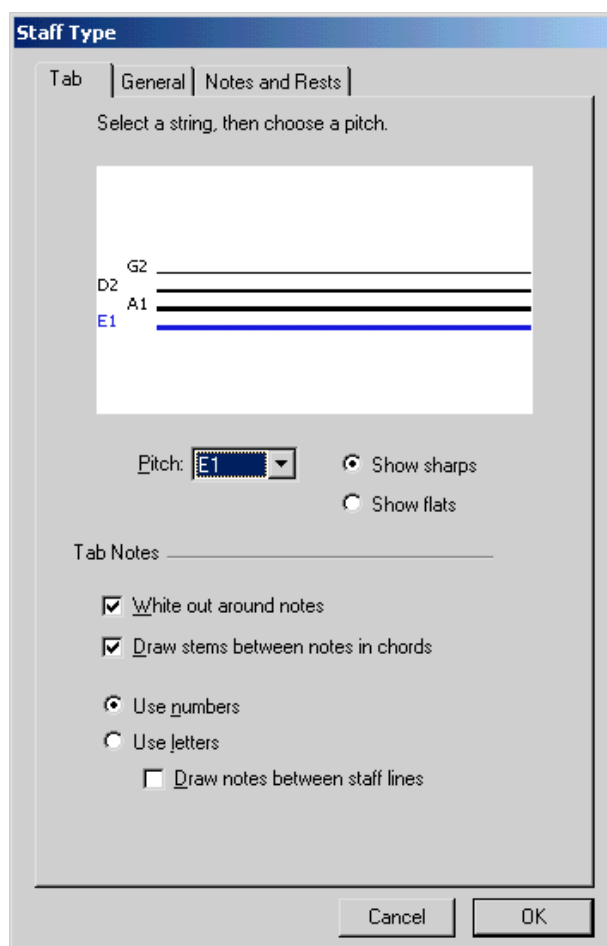 Staff Type
Tab General Notes and Rests
Select a string, then choose a pitch.
G2
D2
A1
E1
Pitch: E1 Show sharps
Show flats
Tab Notes
White out around notes
Draw stems between notes in chords
Use numbers
Use letters
Draw notes between staff lines
Cancel OK